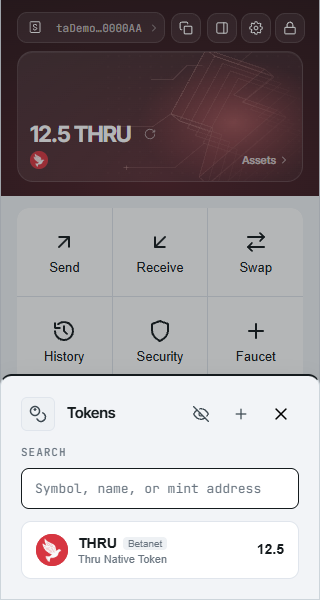 S taDemo…0000AA
12.5 THRU
Assets
Send Receive Swap
History Security Faucet
Tokens
SEARCH
Symbol, name, or mint address
THRU Betanet 12.5
Thru Native Token